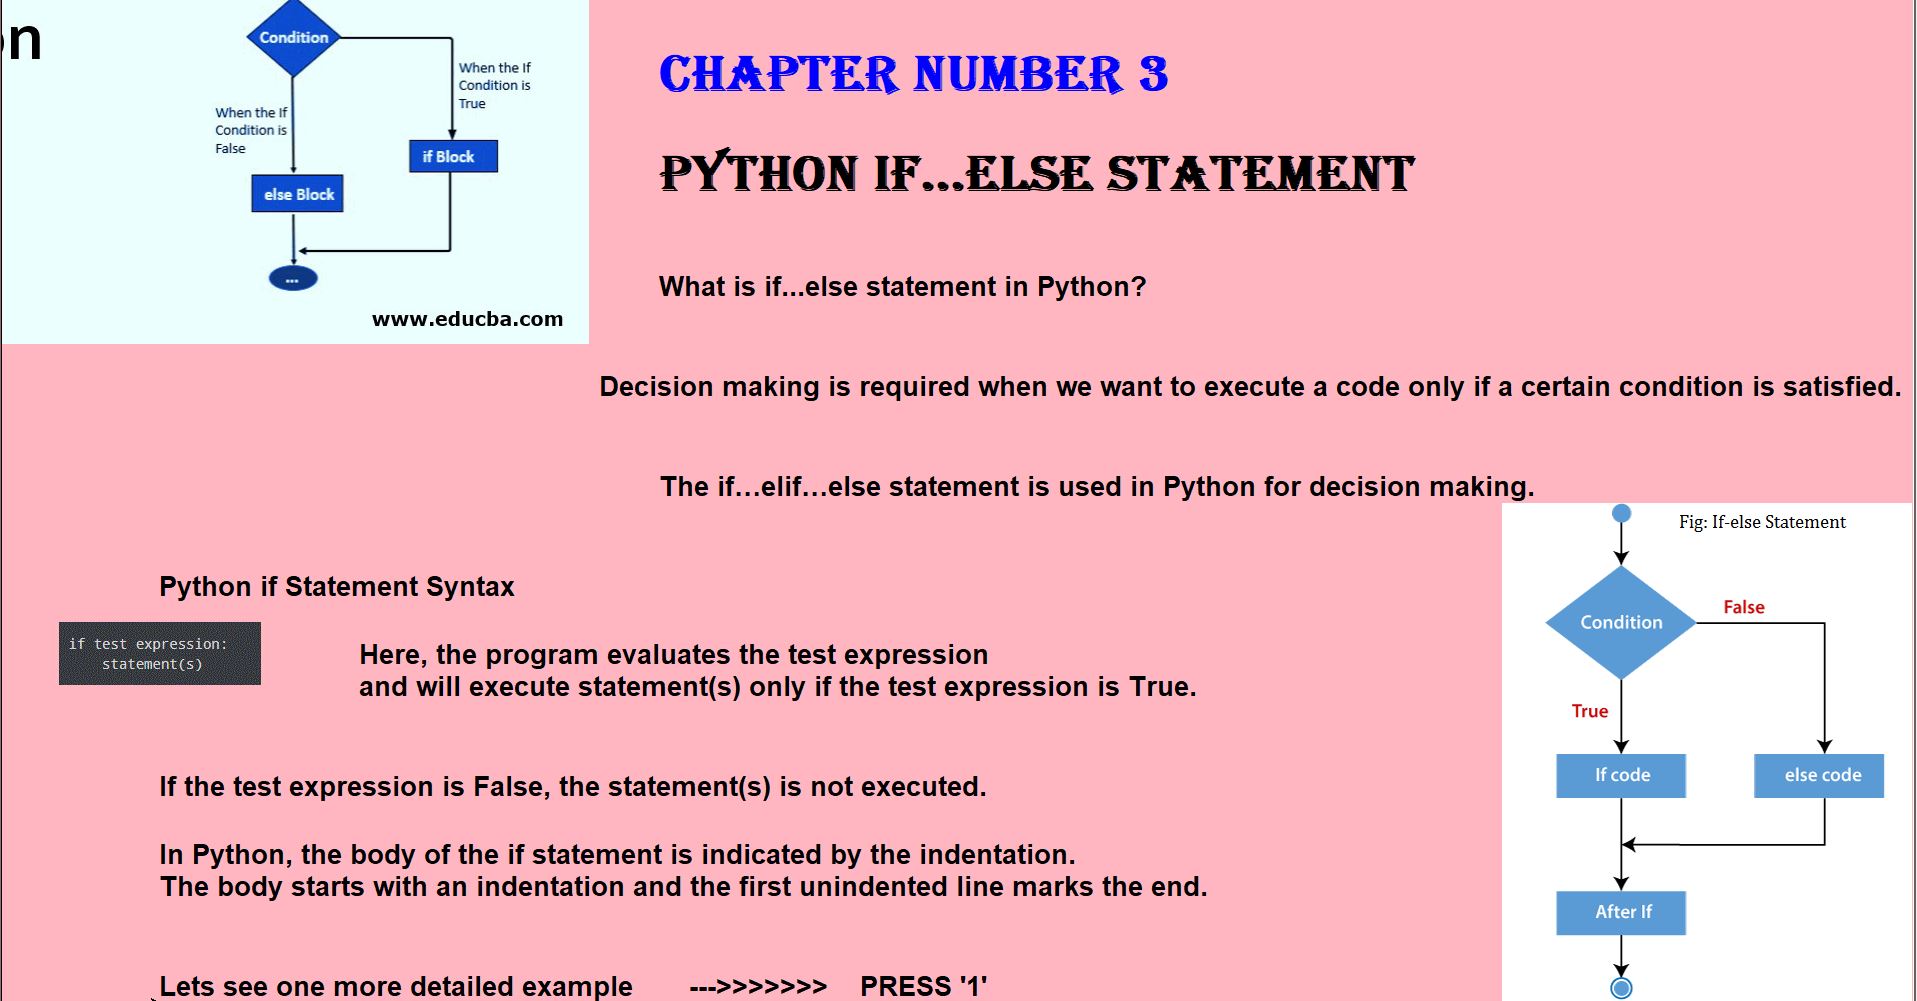 on
Condition
When the If
Condition is
True
When the If
Condition is
False
if Block
else Block
...
www.educba.com
CHAPTER NUMBER 3
PYTHON IF...ELSE STATEMENT
What is if...else statement in Python?
Decision making is required when we want to execute a code only if a certain condition is satisfied.
The if…elif…else statement is used in Python for decision making.
Python if Statement Syntax
if test expression:
statement(s)
Here, the program evaluates the test expression
and will execute statement(s) only if the test expression is True.
If the test expression is False, the statement(s) is not executed.
In Python, the body of the if statement is indicated by the indentation.
The body starts with an indentation and the first unindented line marks the end.
Lets see one more detailed example --->>>>>>> PRESS '1'
Fig: If-else Statement
Condition
False
True
If code
else code
After If